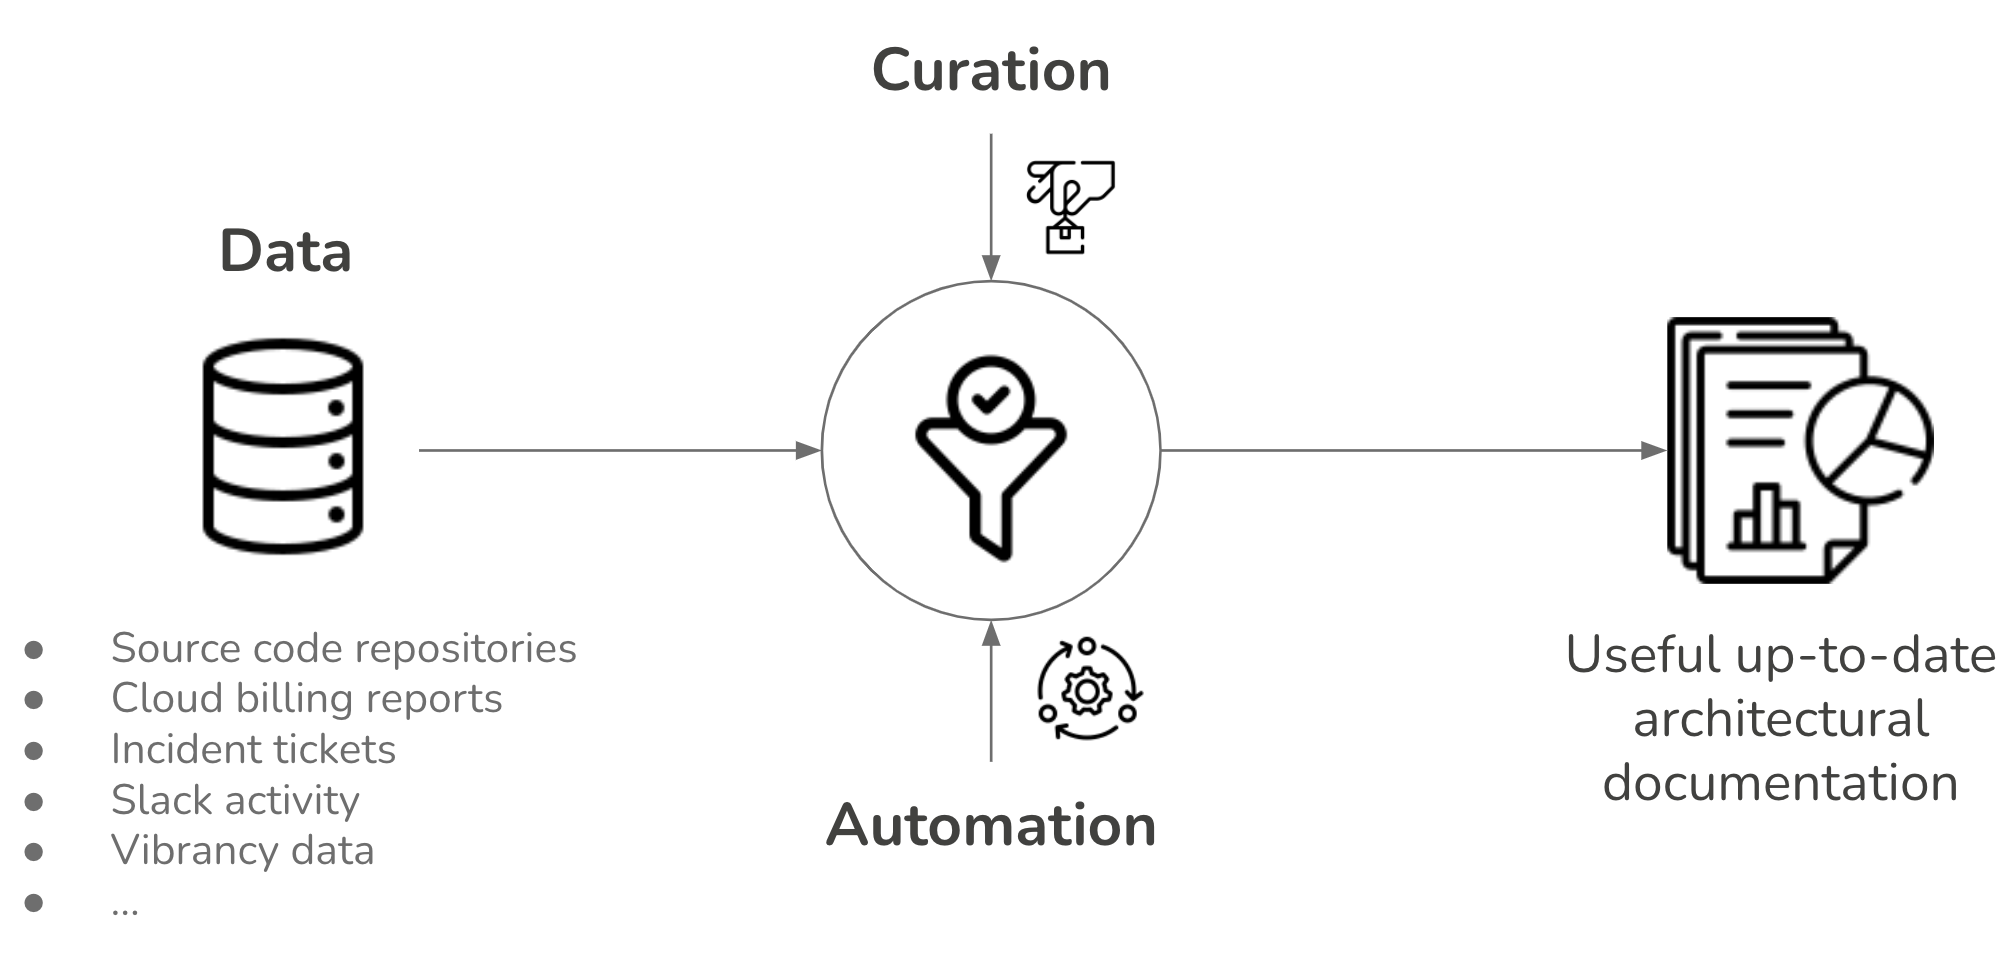 Curation
Data
● Source code repositories
● Cloud billing reports
● Incident tickets
● Slack activity
● Vibrancy data
● ...
Automation
Useful up-to-date
architectural
documentation